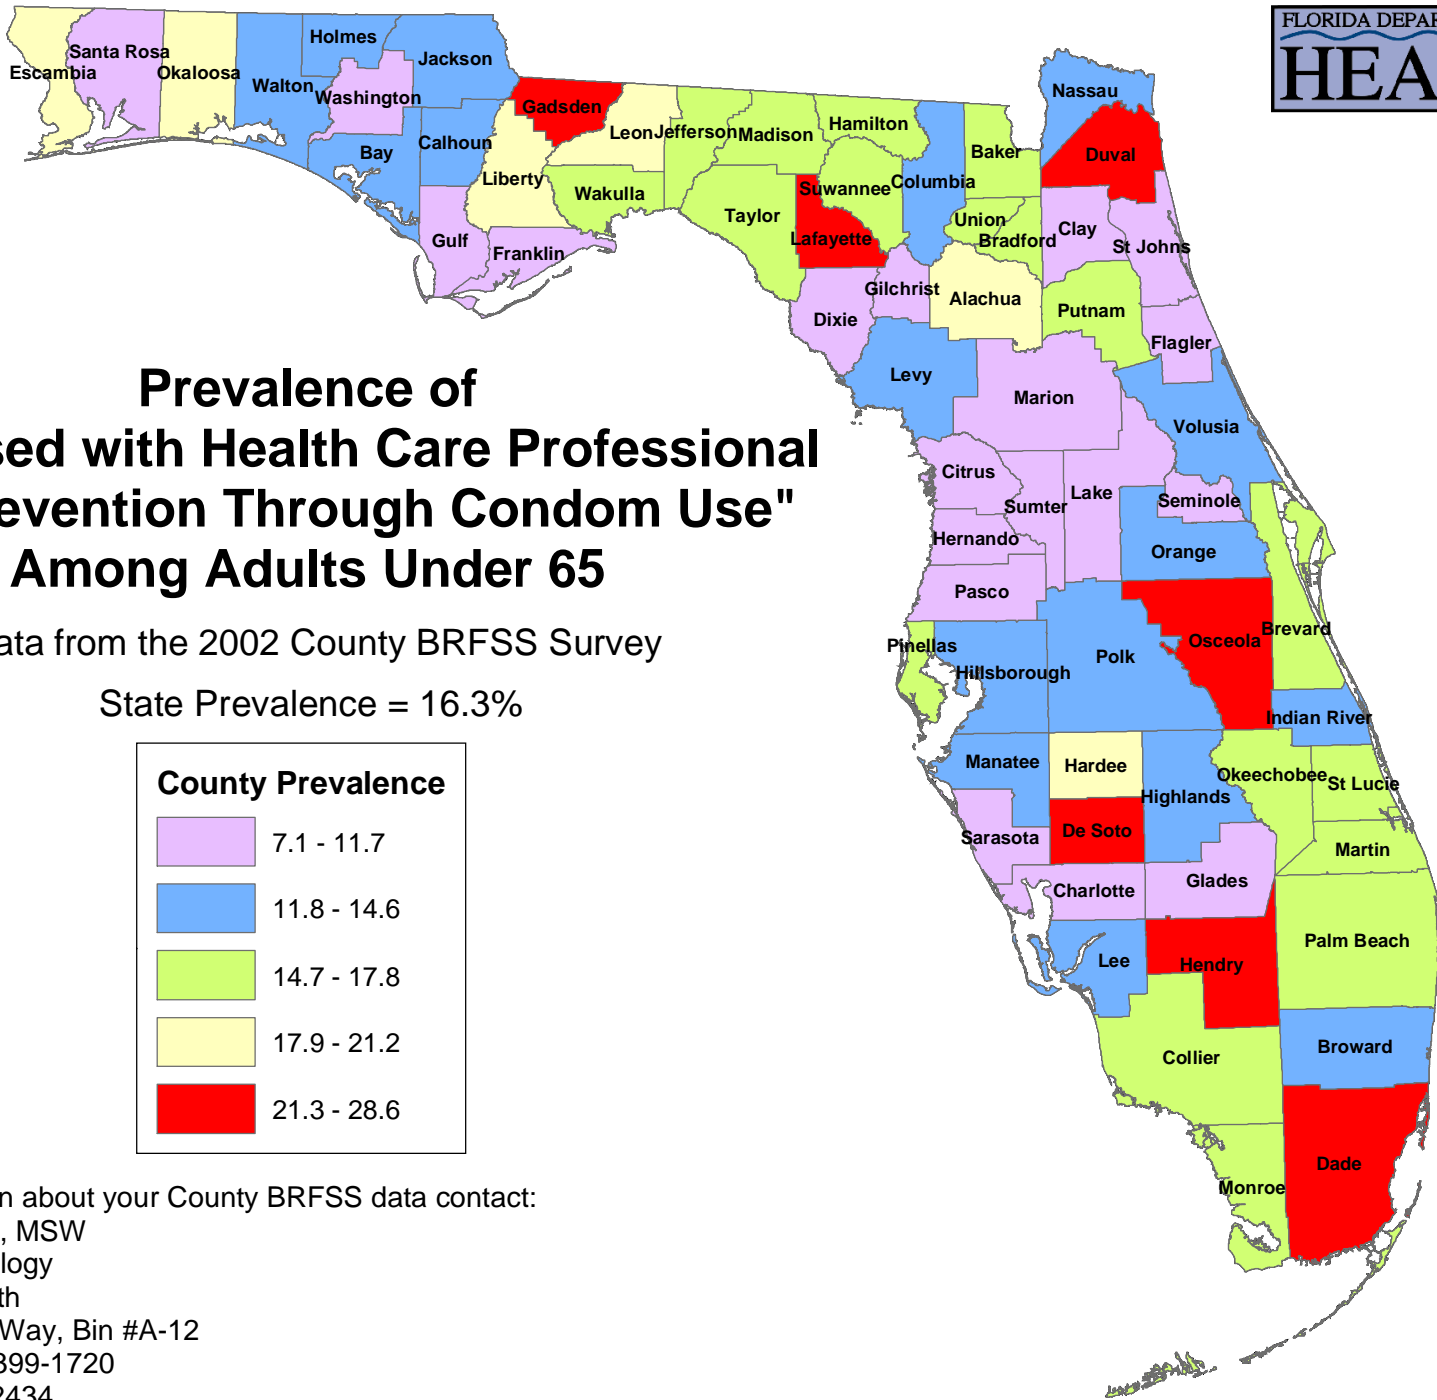 FLORIDA DEPAR
HEA
Holmes
Jackson
Santa Rosa
Escambia
Okaloosa
Walton
Washington
Gadsden
Nassau
Leon
Jefferson
Madison
Hamilton
Baker
Duval
Bay
Calhoun
Liberty
Wakulla
Suwannee
Columbia
Taylor
Union
Bradford
Clay
St Johns
Gulf
Franklin
Lafayette
Gilchrist
Alachua
Putnam
Dixie
Flagler
Levy
Marion
Volusia
Citrus
Sumter
Lake
Seminole
Hernando
Orange
Pasco
Pinellas
Hillsborough
Polk
Osceola
Brevard
Indian River
Manatee
Hardee
Highlands
Okeechobee
St Lucie
Sarasota
De Soto
Martin
Charlotte
Glades
Lee
Hendry
Palm Beach
Collier
Broward
Monroe
Dade
Prevalence of
sed with Health Care Professional
evention Through Condom Use"
Among Adults Under 65
ata from the 2002 County BRFSS Survey
State Prevalence = 16.3%
County Prevalence
7.1 - 11.7
11.8 - 14.6
14.7 - 17.8
17.9 - 21.2
21.3 - 28.6
n about your County BRFSS data contact:
, MSW
logy
th
Way, Bin #A-12
399-1720
2434